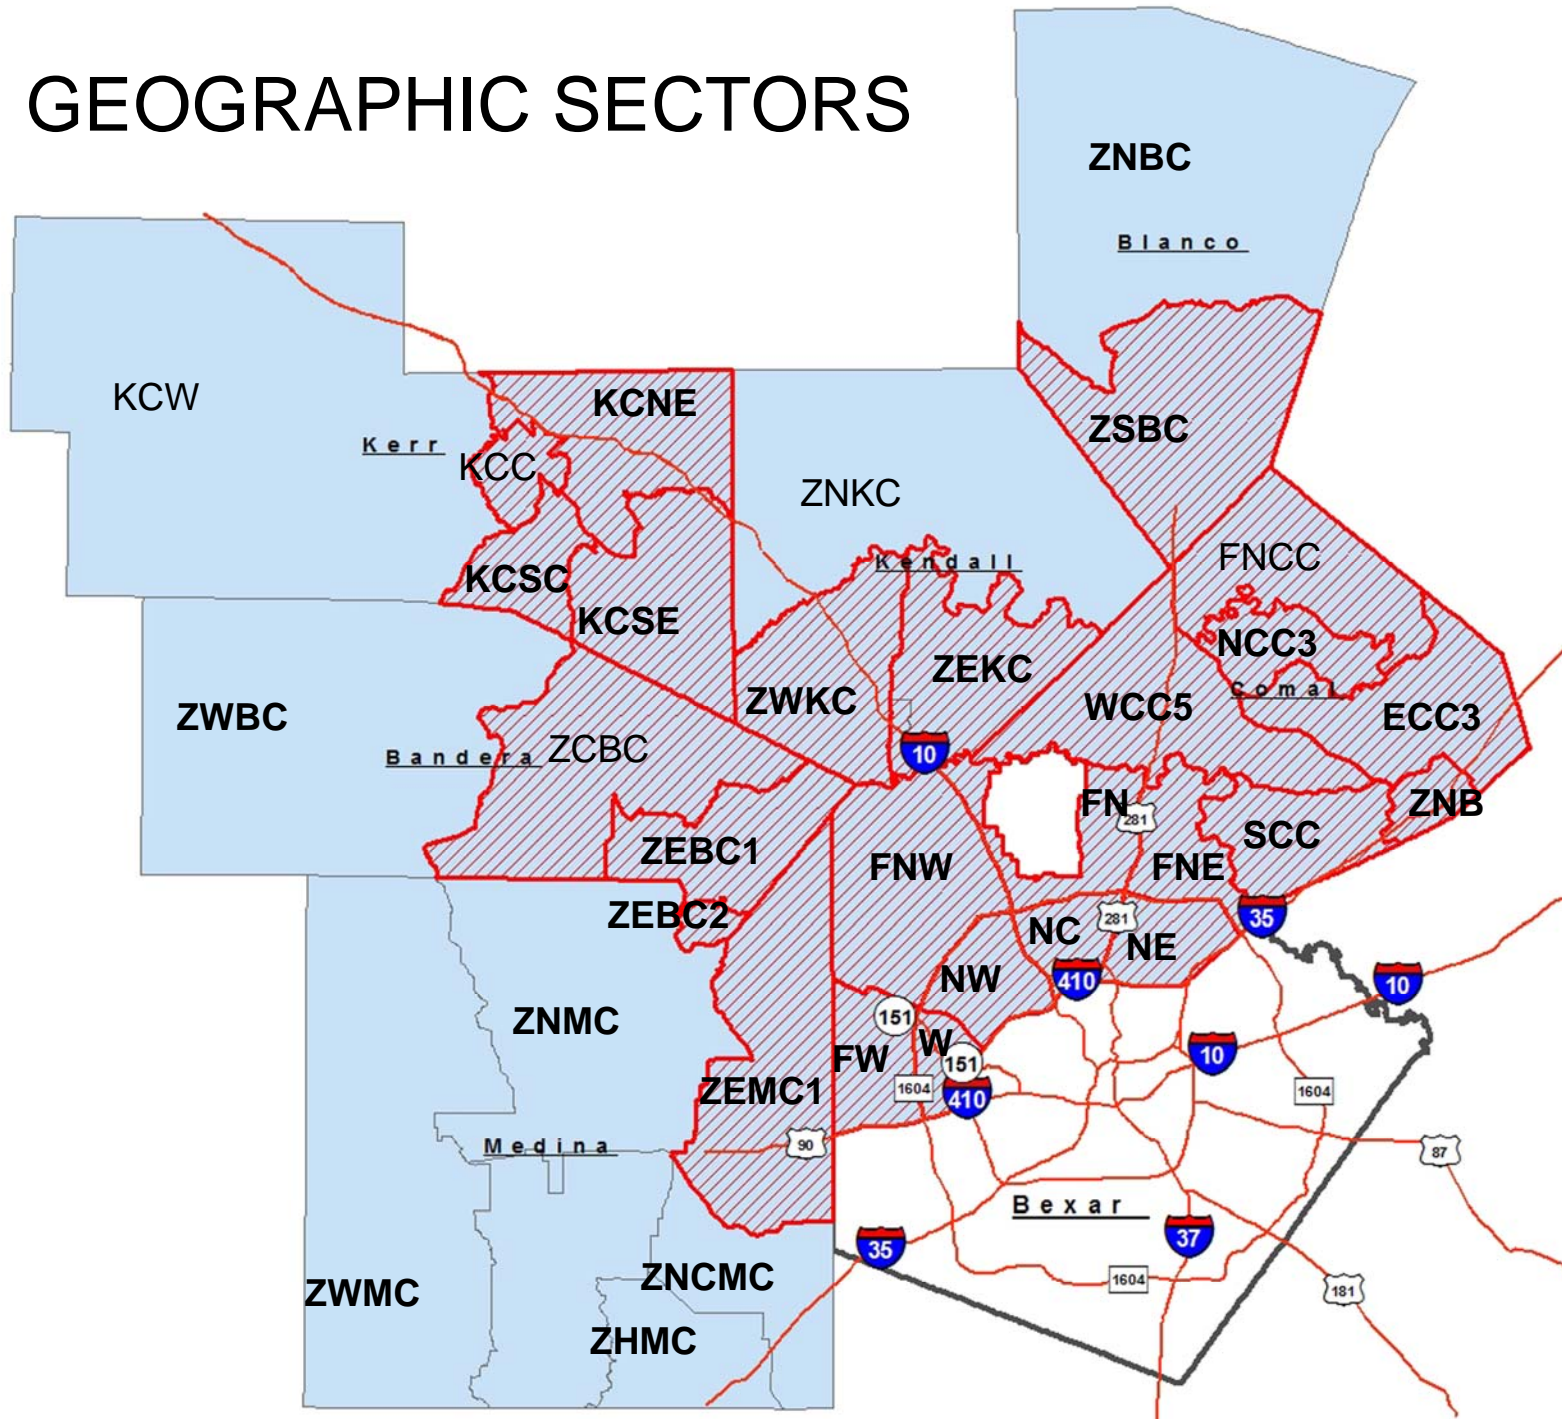 GEOGRAPHIC SECTORS
ZNBC
Blanco
KCW
KCNE
Kerr
KCC
ZSBC
ZNKC
Kendall
FNCC
KCSC
KCSE
NCC3
ZEKC
Comal
ZWKC
WCC5
ECC3
ZWBC
Bandera
ZCBC
10
FN
281
ZNB
SCC
ZEBC1
FNW
FNE
ZEBC2
281
35
NC
NE
NW
410
10
ZNMC
151
W
FW
151
10
ZEMC1
1604
410
1604
Medina
90
87
Bexar
35
37
ZNCMC
1604
181
ZWMC
ZHMC